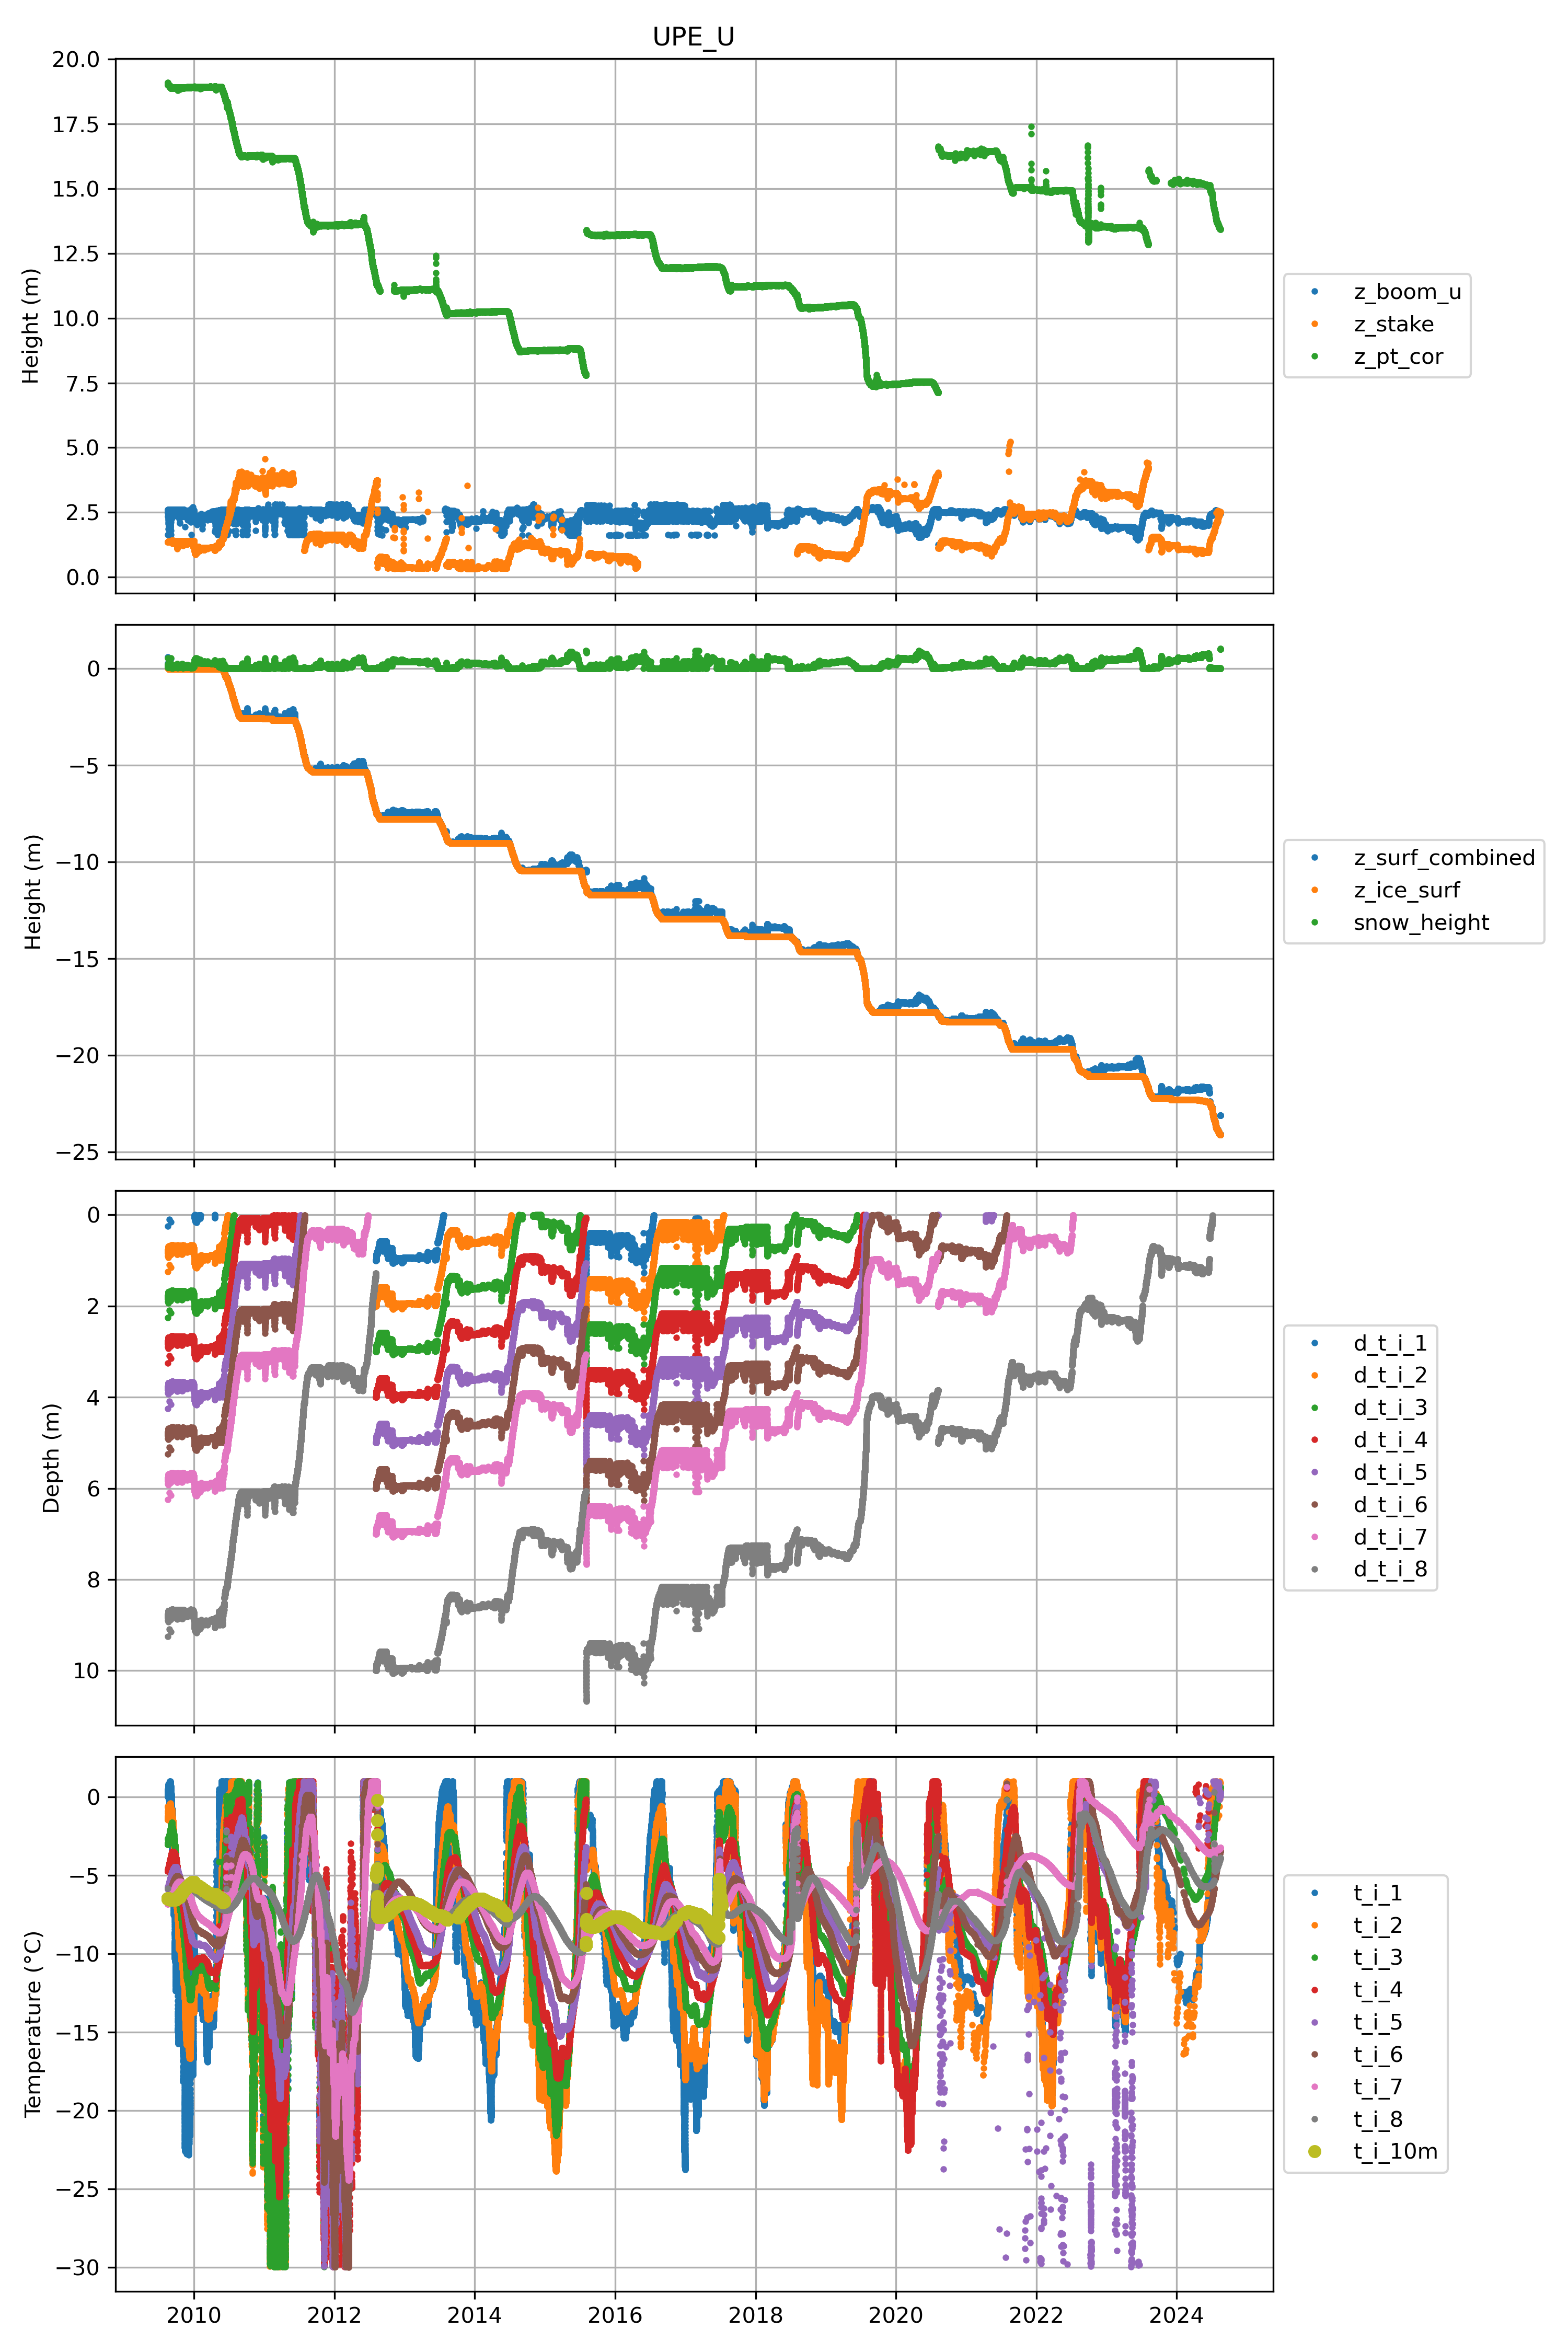 UPE_U
20.0
17.5
15.0
12.5
10.0
7.5
5.0
2.5
0.0
Height (m)
z_boom_u
z_stake
z_pt_cor
0
−5
−10
−15
−20
−25
Height (m)
z_surf_combined
z_ice_surf
snow_height
0
2
4
6
8
10
Depth (m)
d_t_i_1
d_t_i_2
d_t_i_3
d_t_i_4
d_t_i_5
d_t_i_6
d_t_i_7
d_t_i_8
0
−5
−10
−15
−20
−25
−30
Temperature (°C)
t_i_1
t_i_2
t_i_3
t_i_4
t_i_5
t_i_6
t_i_7
t_i_8
t_i_10m
2010 2012 2014 2016 2018 2020 2022 2024